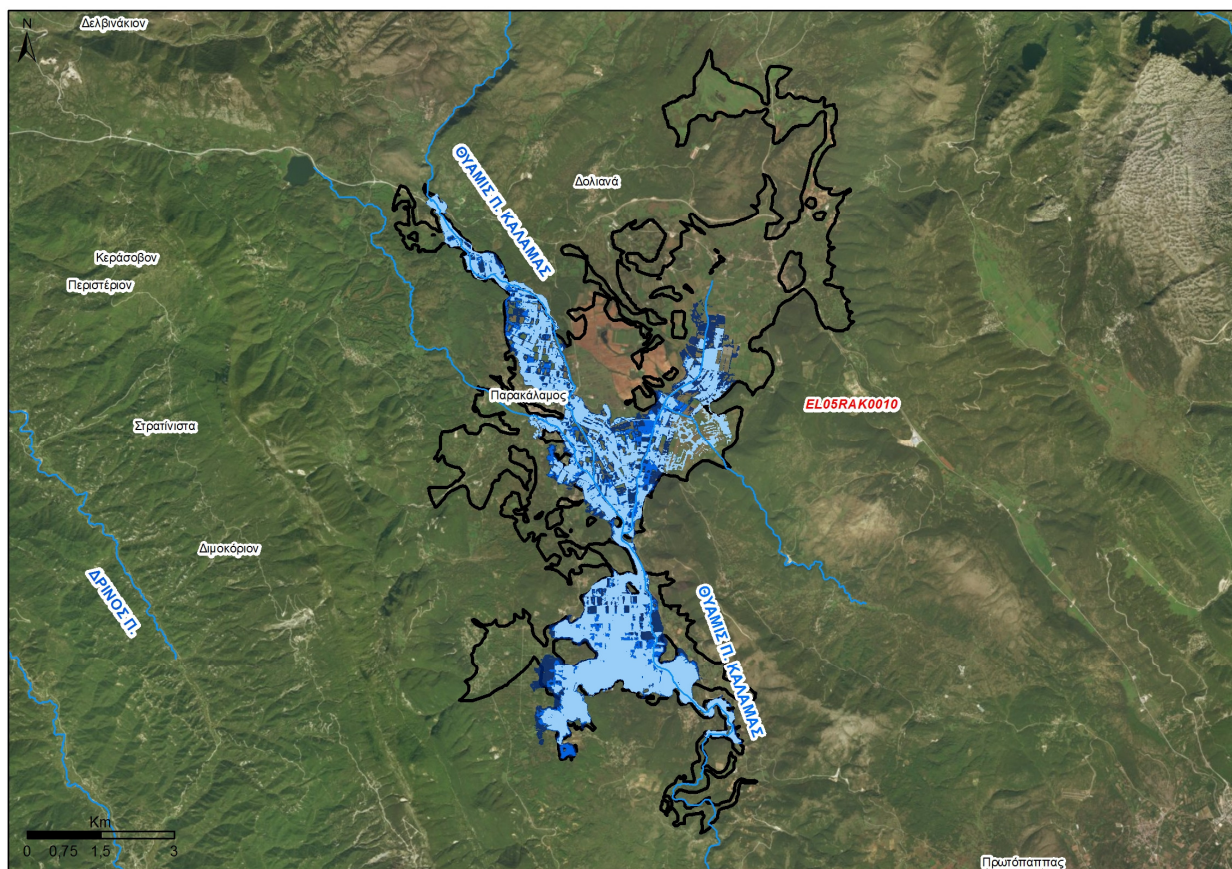 Δελβινάκιον
N
ΘΥΑΜΙΣ Π. ΚΑΛΑΜΑΣ
Δολιανά
Κεράσοβον
Περιστέριον
Παρακάλαμος
EL05RAK0010
Στρατίνιστα
Διμοκόριον
ΔΡΙΝΟΣ Π.
ΘΥΑΜΙΣ Π. ΚΑΛΑΜΑΣ
Km
0 0,75 1,5 3
Πρωτόπαππας